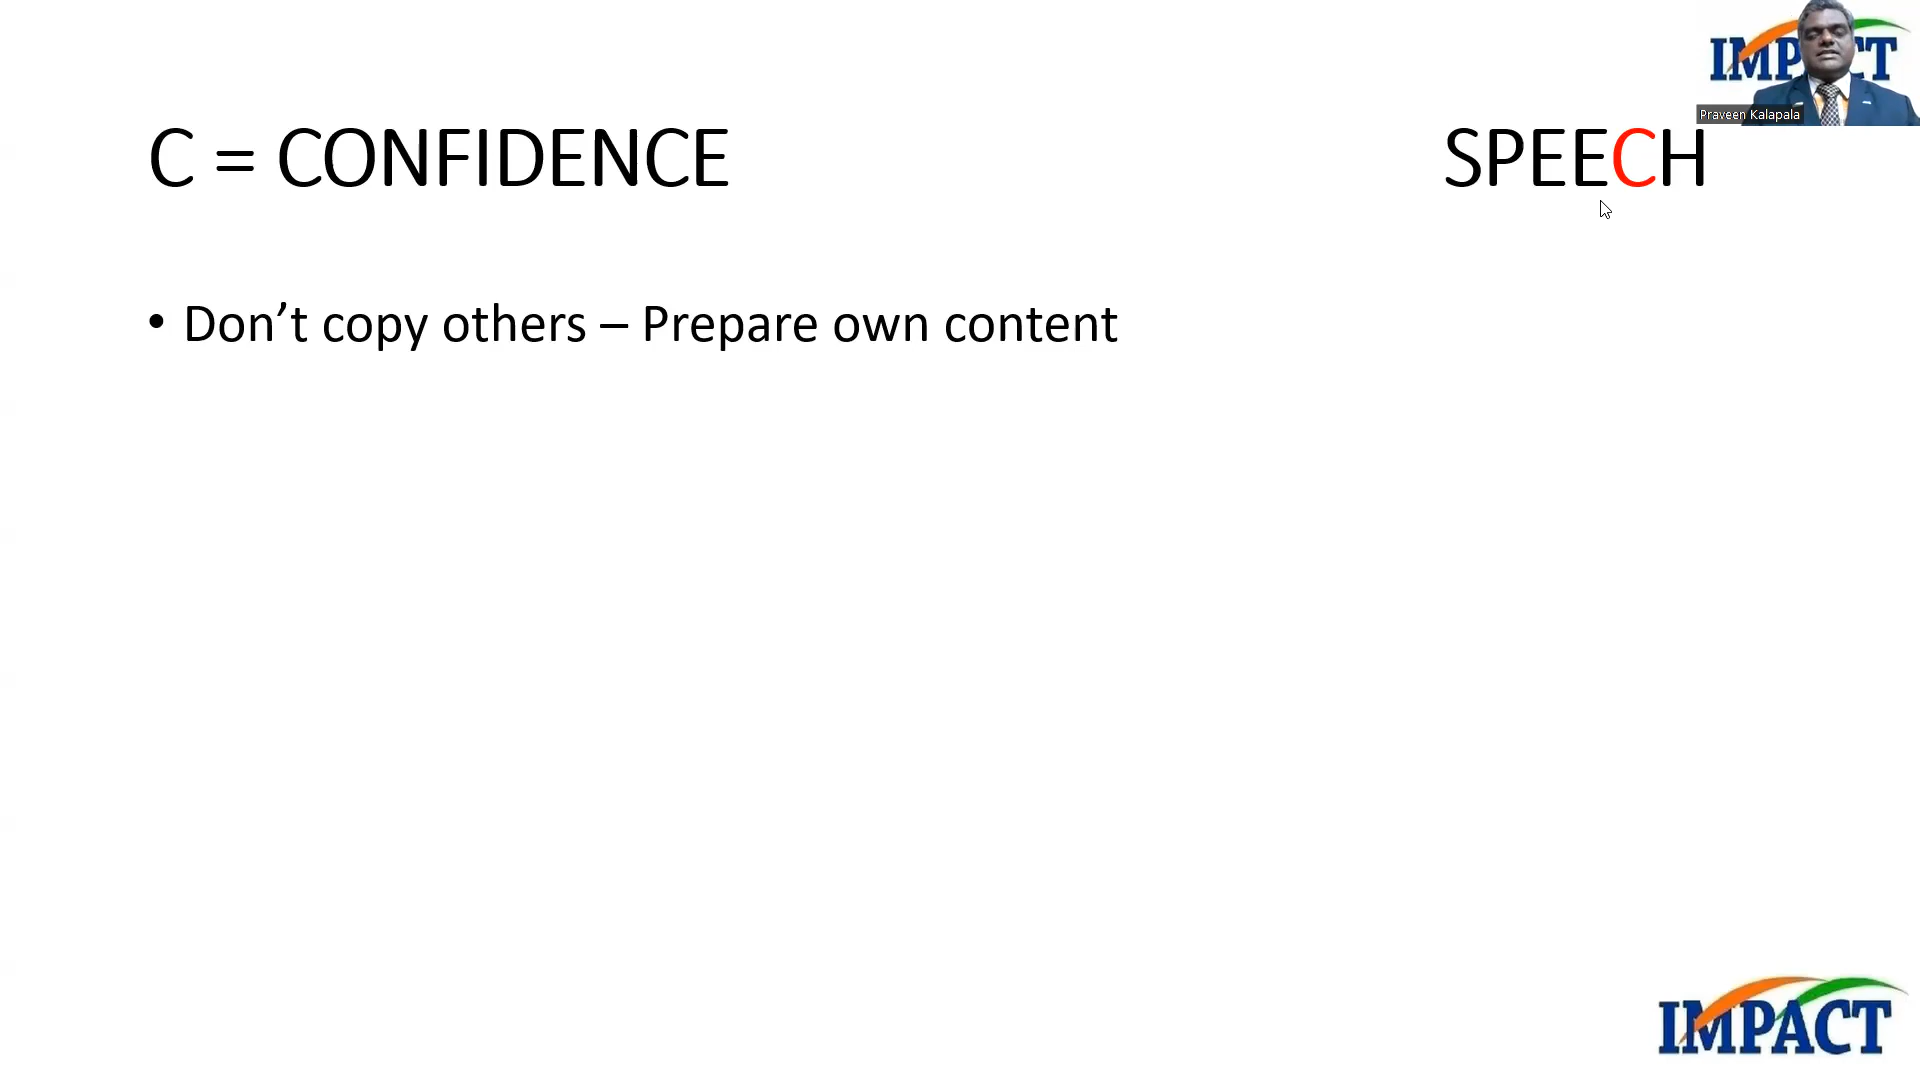 IMPACT
Praveen Kalapala
C = CONFIDENCE
SPEECH
• Don’t copy others – Prepare own content
IMPACT